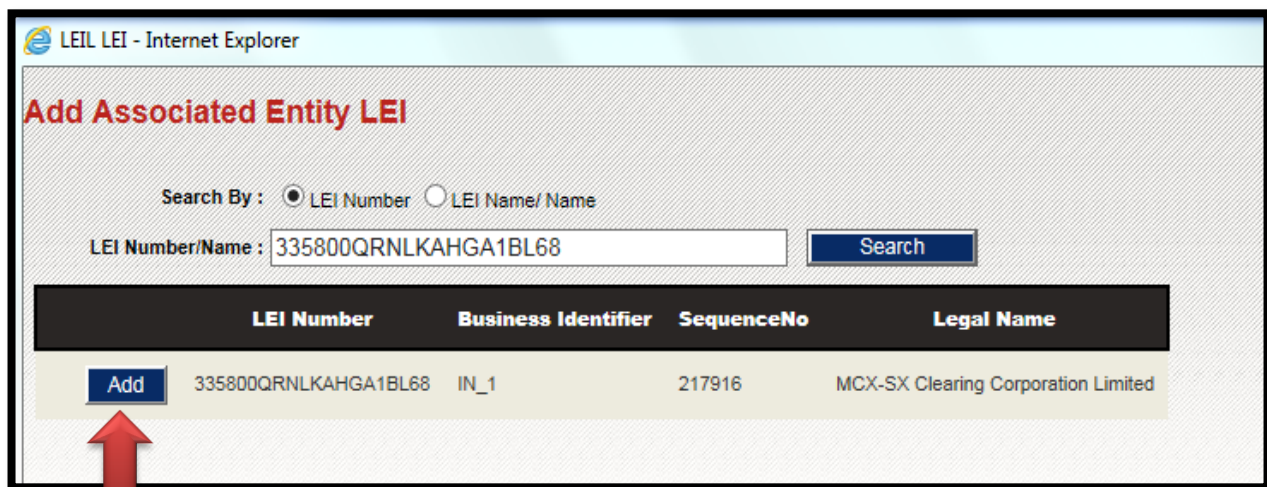 LEIL LEI - Internet Explorer
Add Associated Entity LEI
Search By : LEI Number LEI Name/ Name
LEI Number/Name : 335800QRNLKAHGA1BL68 Search
LEI Number Business Identifier SequenceNo Legal Name
Add 335800QRNLKAHGA1BL68 IN_1 217916 MCX-SX Clearing Corporation Limited